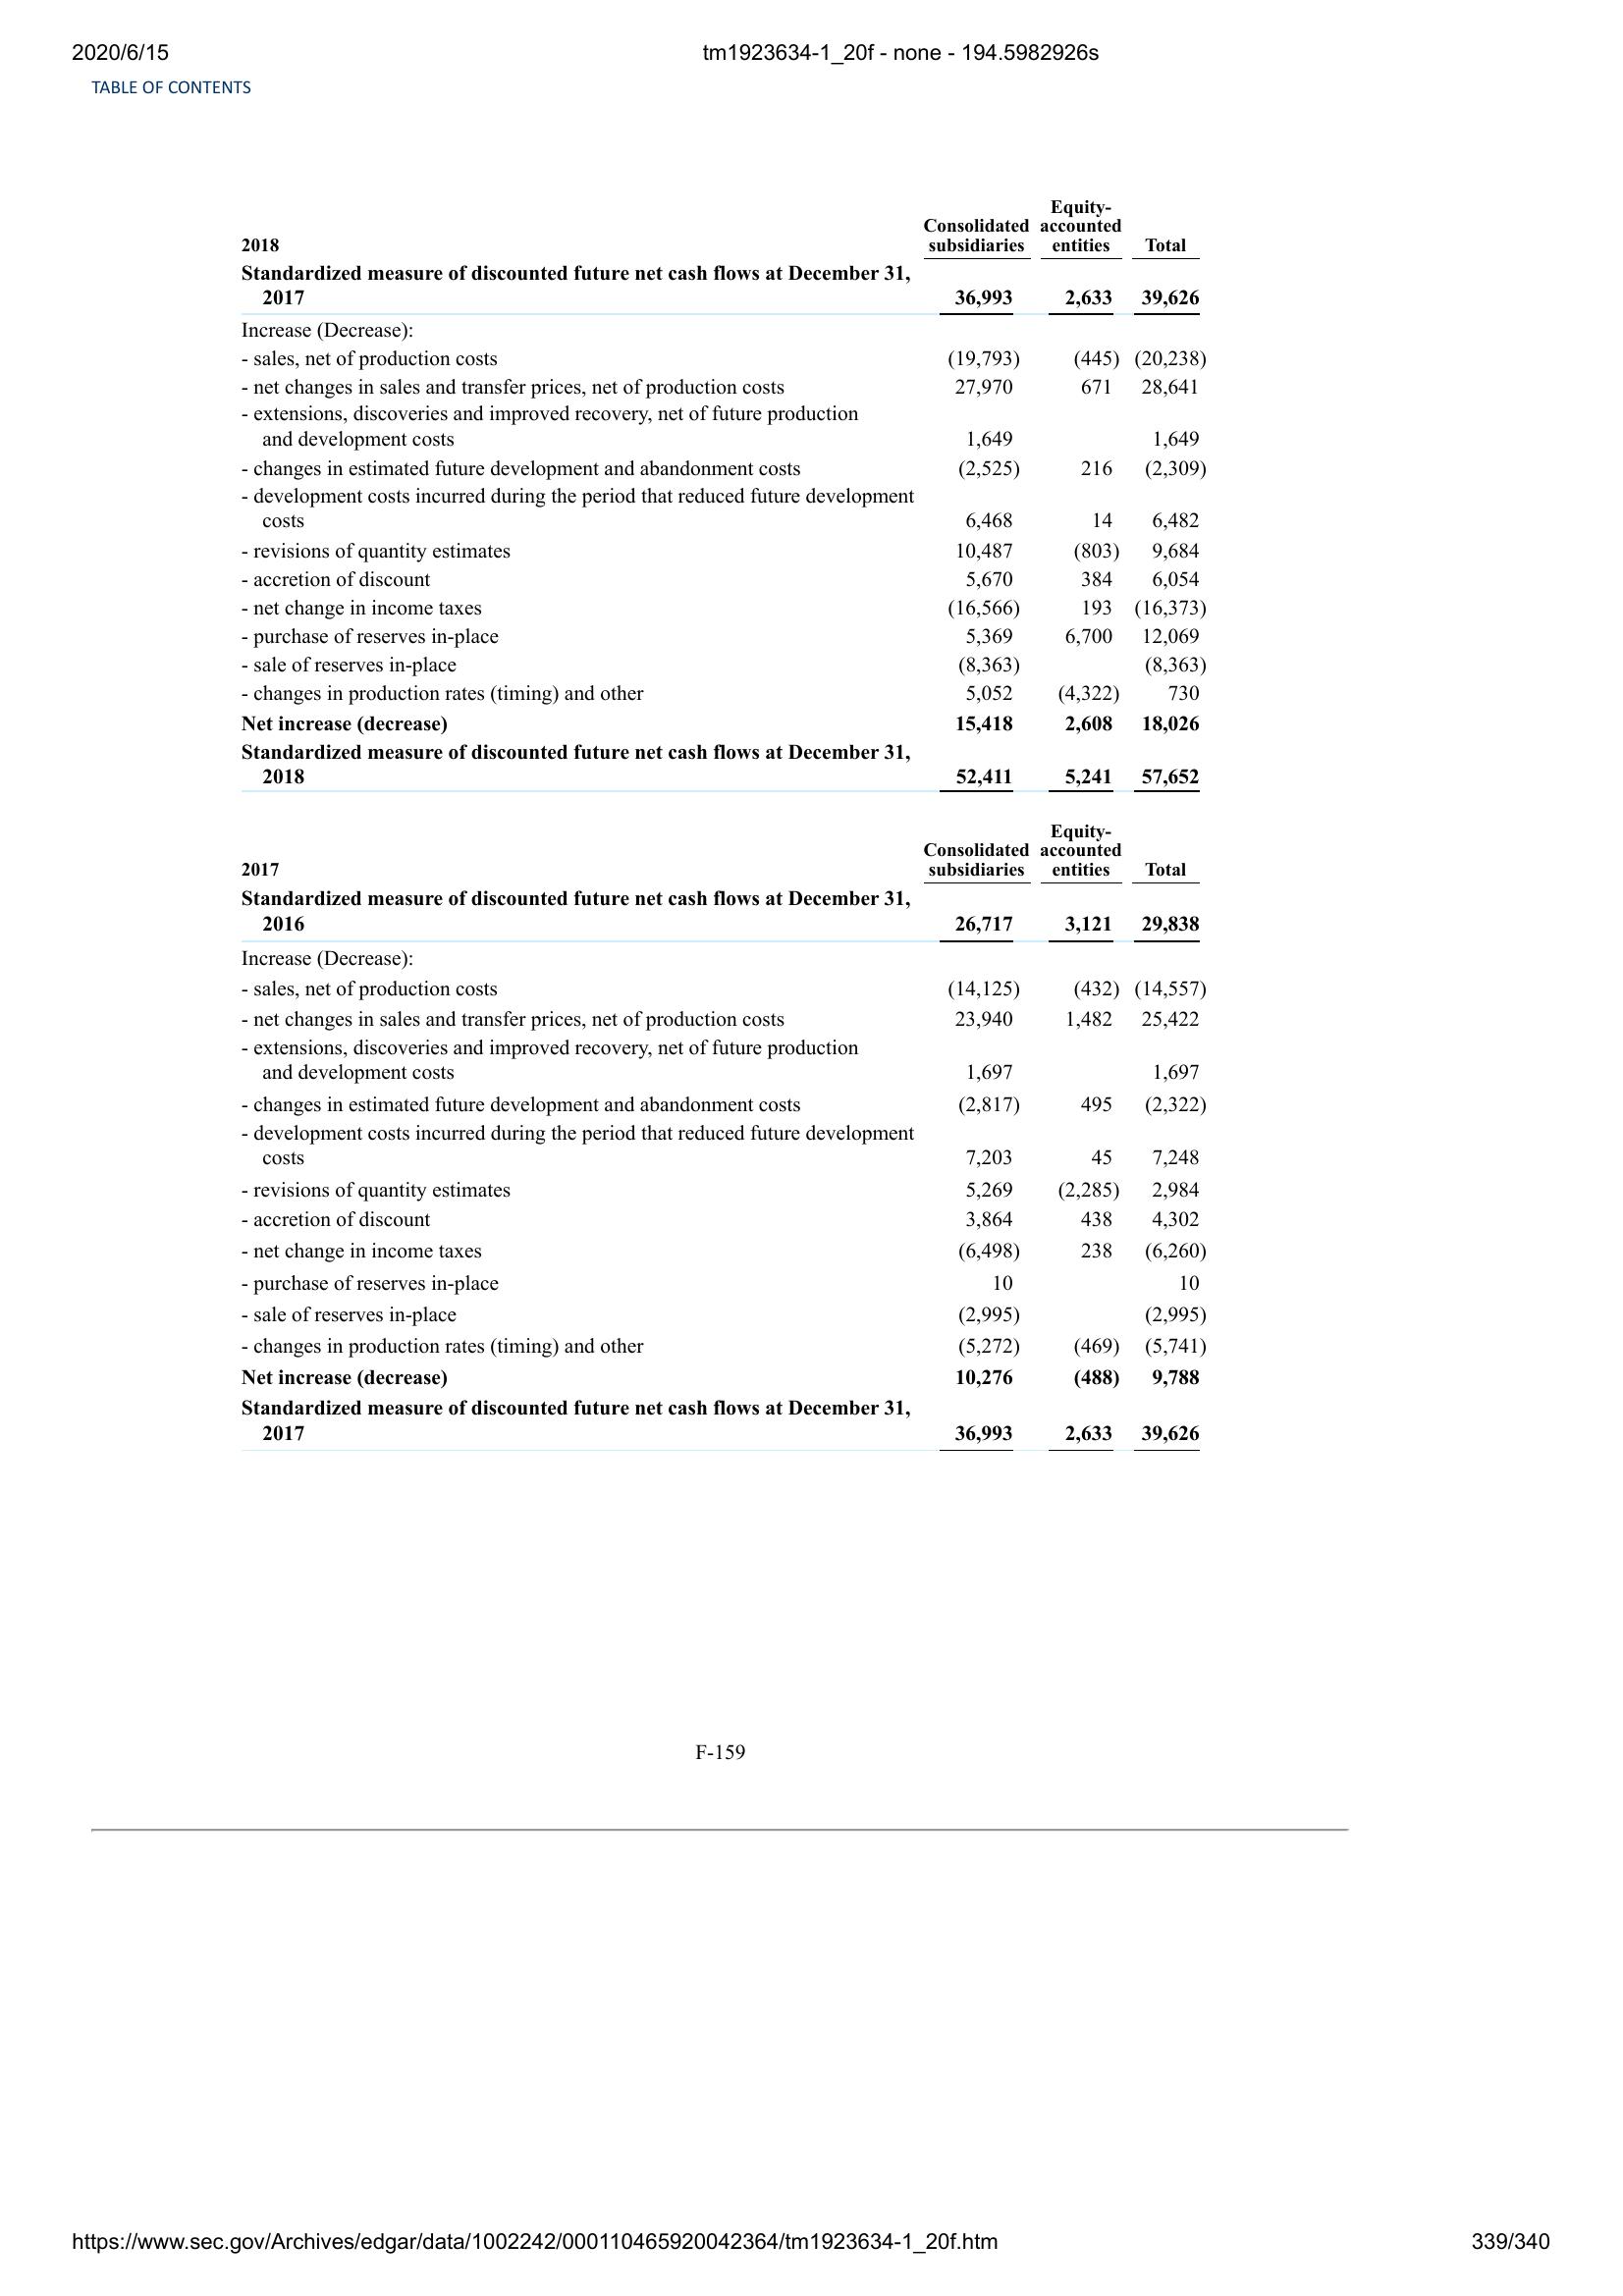 2020/6/15 tm1923634-1_20f - none - 194.5982926s
TABLE OF CONTENTS
2018 Consolidated subsidiaries Equity-accounted entities Total
Standardized measure of discounted future net cash flows at December 31,
2017 36,993 2,633 39,626
Increase (Decrease):
- sales, net of production costs (19,793) (445) (20,238)
- net changes in sales and transfer prices, net of production costs 27,970 671 28,641
- extensions, discoveries and improved recovery, net of future production
and development costs 1,649 1,649
- changes in estimated future development and abandonment costs (2,525) 216 (2,309)
- development costs incurred during the period that reduced future development
costs 6,468 14 6,482
- revisions of quantity estimates 10,487 (803) 9,684
- accretion of discount 5,670 384 6,054
- net change in income taxes (16,566) 193 (16,373)
- purchase of reserves in-place 5,369 6,700 12,069
- sale of reserves in-place (8,363) (8,363)
- changes in production rates (timing) and other 5,052 (4,322) 730
Net increase (decrease) 15,418 2,608 18,026
Standardized measure of discounted future net cash flows at December 31,
2018 52,411 5,241 57,652
2017 Consolidated subsidiaries Equity-accounted entities Total
Standardized measure of discounted future net cash flows at December 31,
2016 26,717 3,121 29,838
Increase (Decrease):
- sales, net of production costs (14,125) (432) (14,557)
- net changes in sales and transfer prices, net of production costs 23,940 1,482 25,422
- extensions, discoveries and improved recovery, net of future production
and development costs 1,697 1,697
- changes in estimated future development and abandonment costs (2,817) 495 (2,322)
- development costs incurred during the period that reduced future development
costs 7,203 45 7,248
- revisions of quantity estimates 5,269 (2,285) 2,984
- accretion of discount 3,864 438 4,302
- net change in income taxes (6,498) 238 (6,260)
- purchase of reserves in-place 10 10
- sale of reserves in-place (2,995) (2,995)
- changes in production rates (timing) and other (5,272) (469) (5,741)
Net increase (decrease) 10,276 (488) 9,788
Standardized measure of discounted future net cash flows at December 31,
2017 36,993 2,633 39,626
F-159
https://www.sec.gov/Archives/edgar/data/1002242/000110465920042364/tm1923634-1_20f.htm 339/340